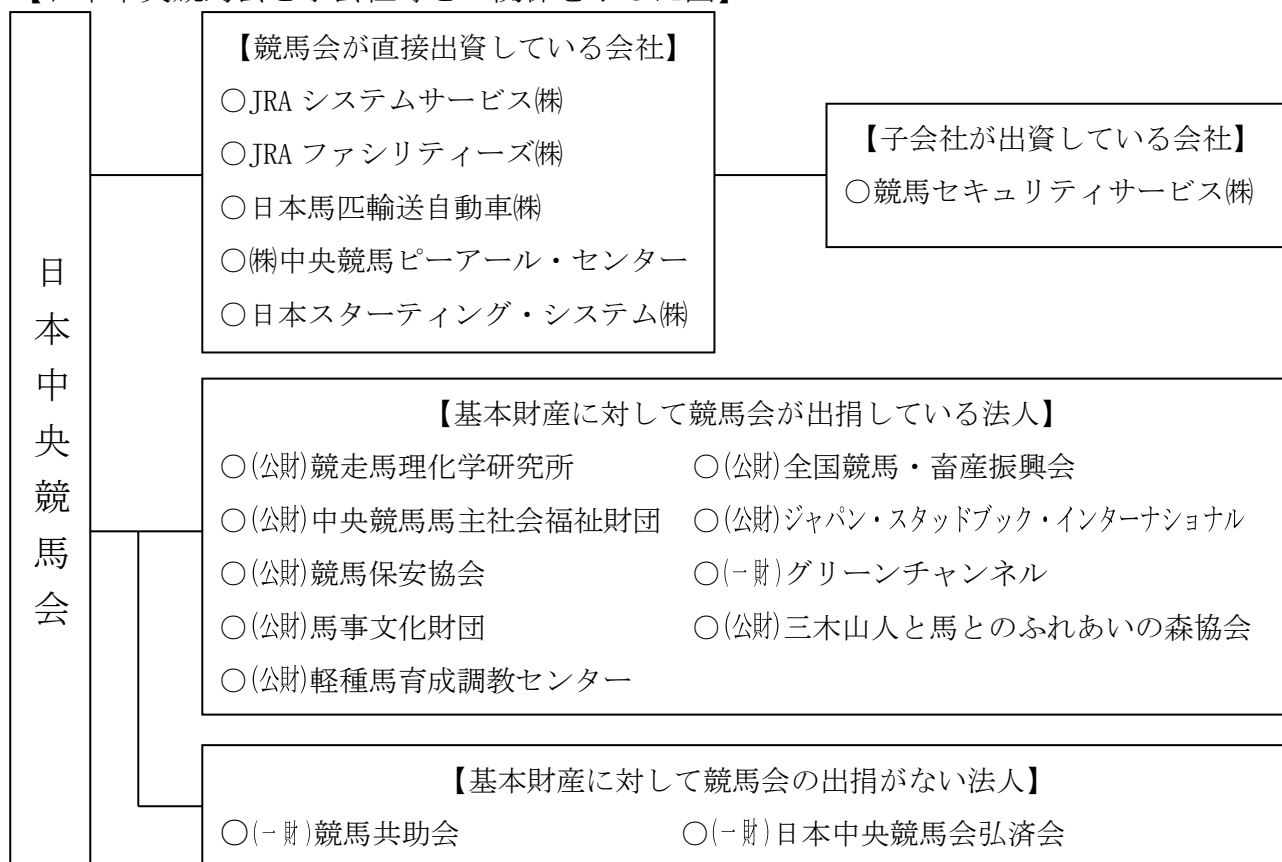 【競馬会が直接出資している会社】
○JRA システムサービス㈱
○JRA ファシリティーズ㈱
○日本馬匹輸送自動車㈱
○㈱中央競馬ピーアール・センター
○日本スターティング・システム㈱
【子会社が出資している会社】
○競馬セキュリティサービス㈱
日本中央競馬会
【基本財産に対して競馬会が出捐している法人】
○(公財)競走馬理化学研究所 ○(公財)全国競馬・畜産振興会
○(公財)中央競馬馬主社会福祉財団 ○(公財)ジャパン・スタッドブック・インターナショナル
○(公財)競馬保安協会 ○(一財)グリーンチャンネル
○(公財)馬事文化財団 ○(公財)三木山人と馬とのふれあいの森協会
○(公財)軽種馬育成調教センター
【基本財産に対して競馬会の出捐がない法人】
○(一財)競馬共助会 ○(一財)日本中央競馬会弘済会